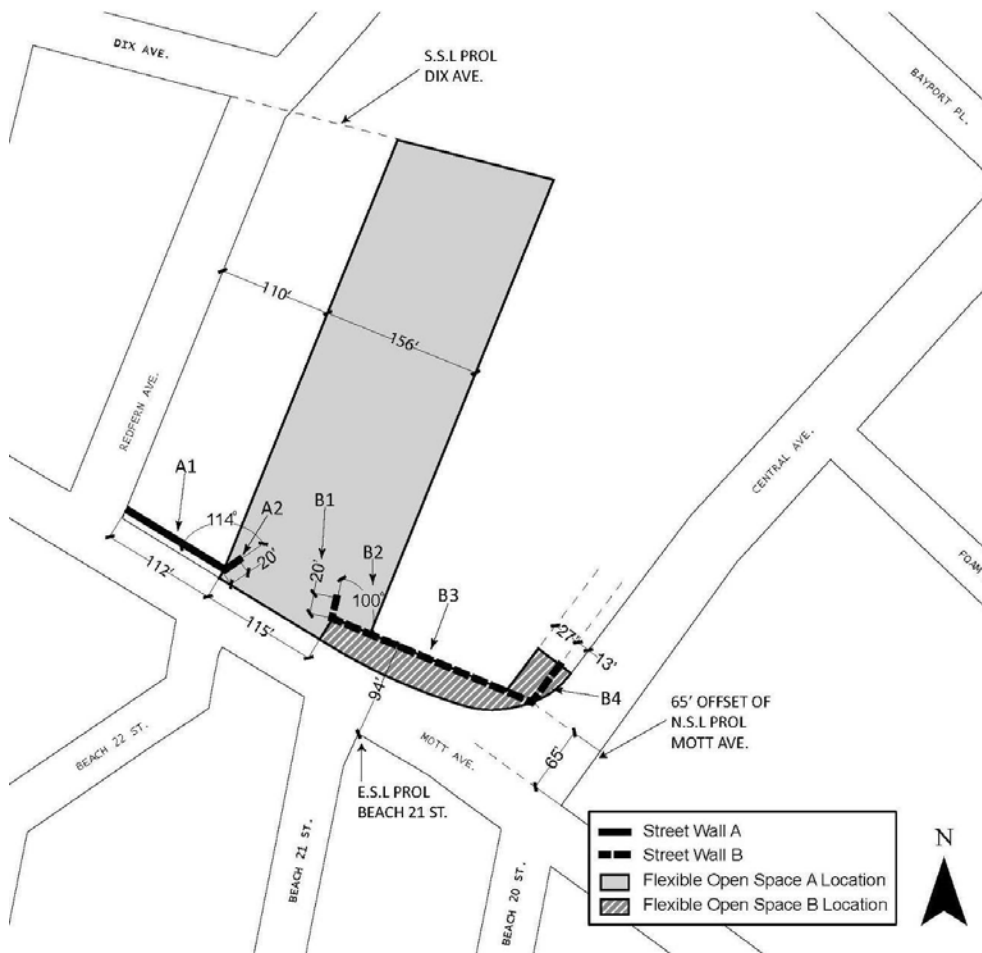 DIX AVE.
S.S.L PROL
DIX AVE.
BAYPORT PL.
110'
156'
REDFERN AVE.
CENTRAL AVE.
A1
114°
A2
20'
B1
20'
B2
100°
B3
FOAM
112'
115'
27'
13'
B4
94'
65' OFFSET OF
N.S.L PROL
MOTT AVE.
65'
MOTT AVE.
BEACH 22 ST.
E.S.L PROL
BEACH 21 ST.
BEACH 21 ST.
BEACH 20 ST.
Street Wall A
Street Wall B
Flexible Open Space A Location
Flexible Open Space B Location
N